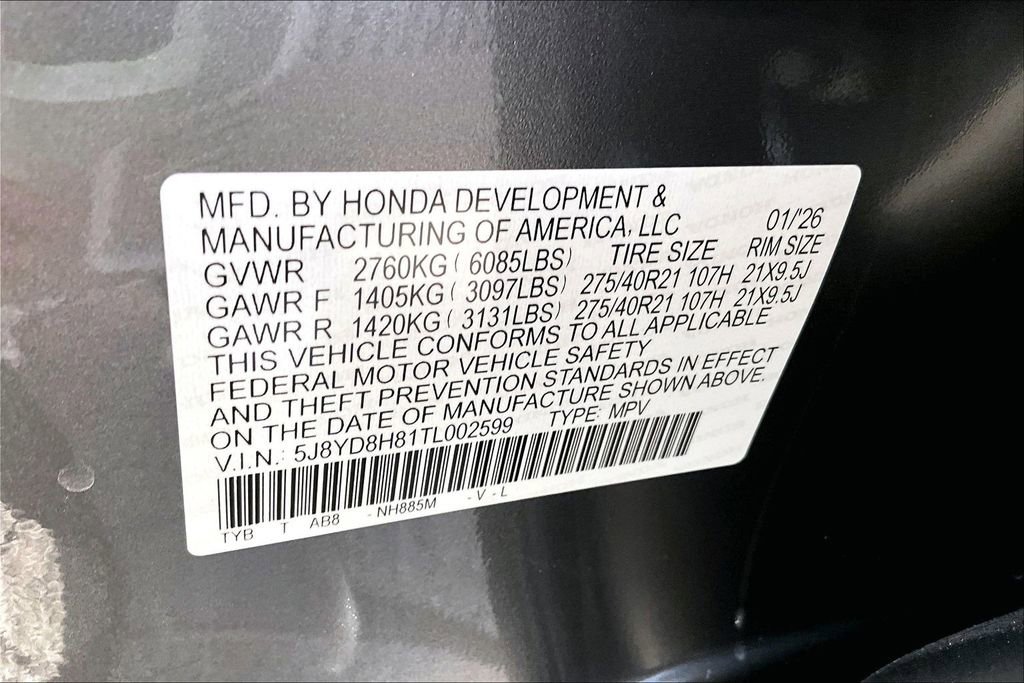 MFD. BY HONDA DEVELOPMENT &
MANUFACTURING OF AMERICA, LLC 01/'26
GVWR 2760KG ( 6085LBS) TIRE SIZE RIM SIZE
GAWR F 1405KG ( 3097LBS) 275/40R21 107H 21X9.5J
GAWR R 1420KG ( 3131LBS) 275/40R21 107H 21X9.5J
THIS VEHICLE CONFORMS TO ALL APPLICABLE
FEDERAL MOTOR VEHICLE SAFETY
AND THEFT PREVENTION STANDARDS IN EFFECT
ON THE DATE OF MANUFACTURE SHOWN ABOVE.
V.I.N.: 5J8YD8H81TL002599 TYPE: MPV
TYB T AB8 - NH885M - V - L